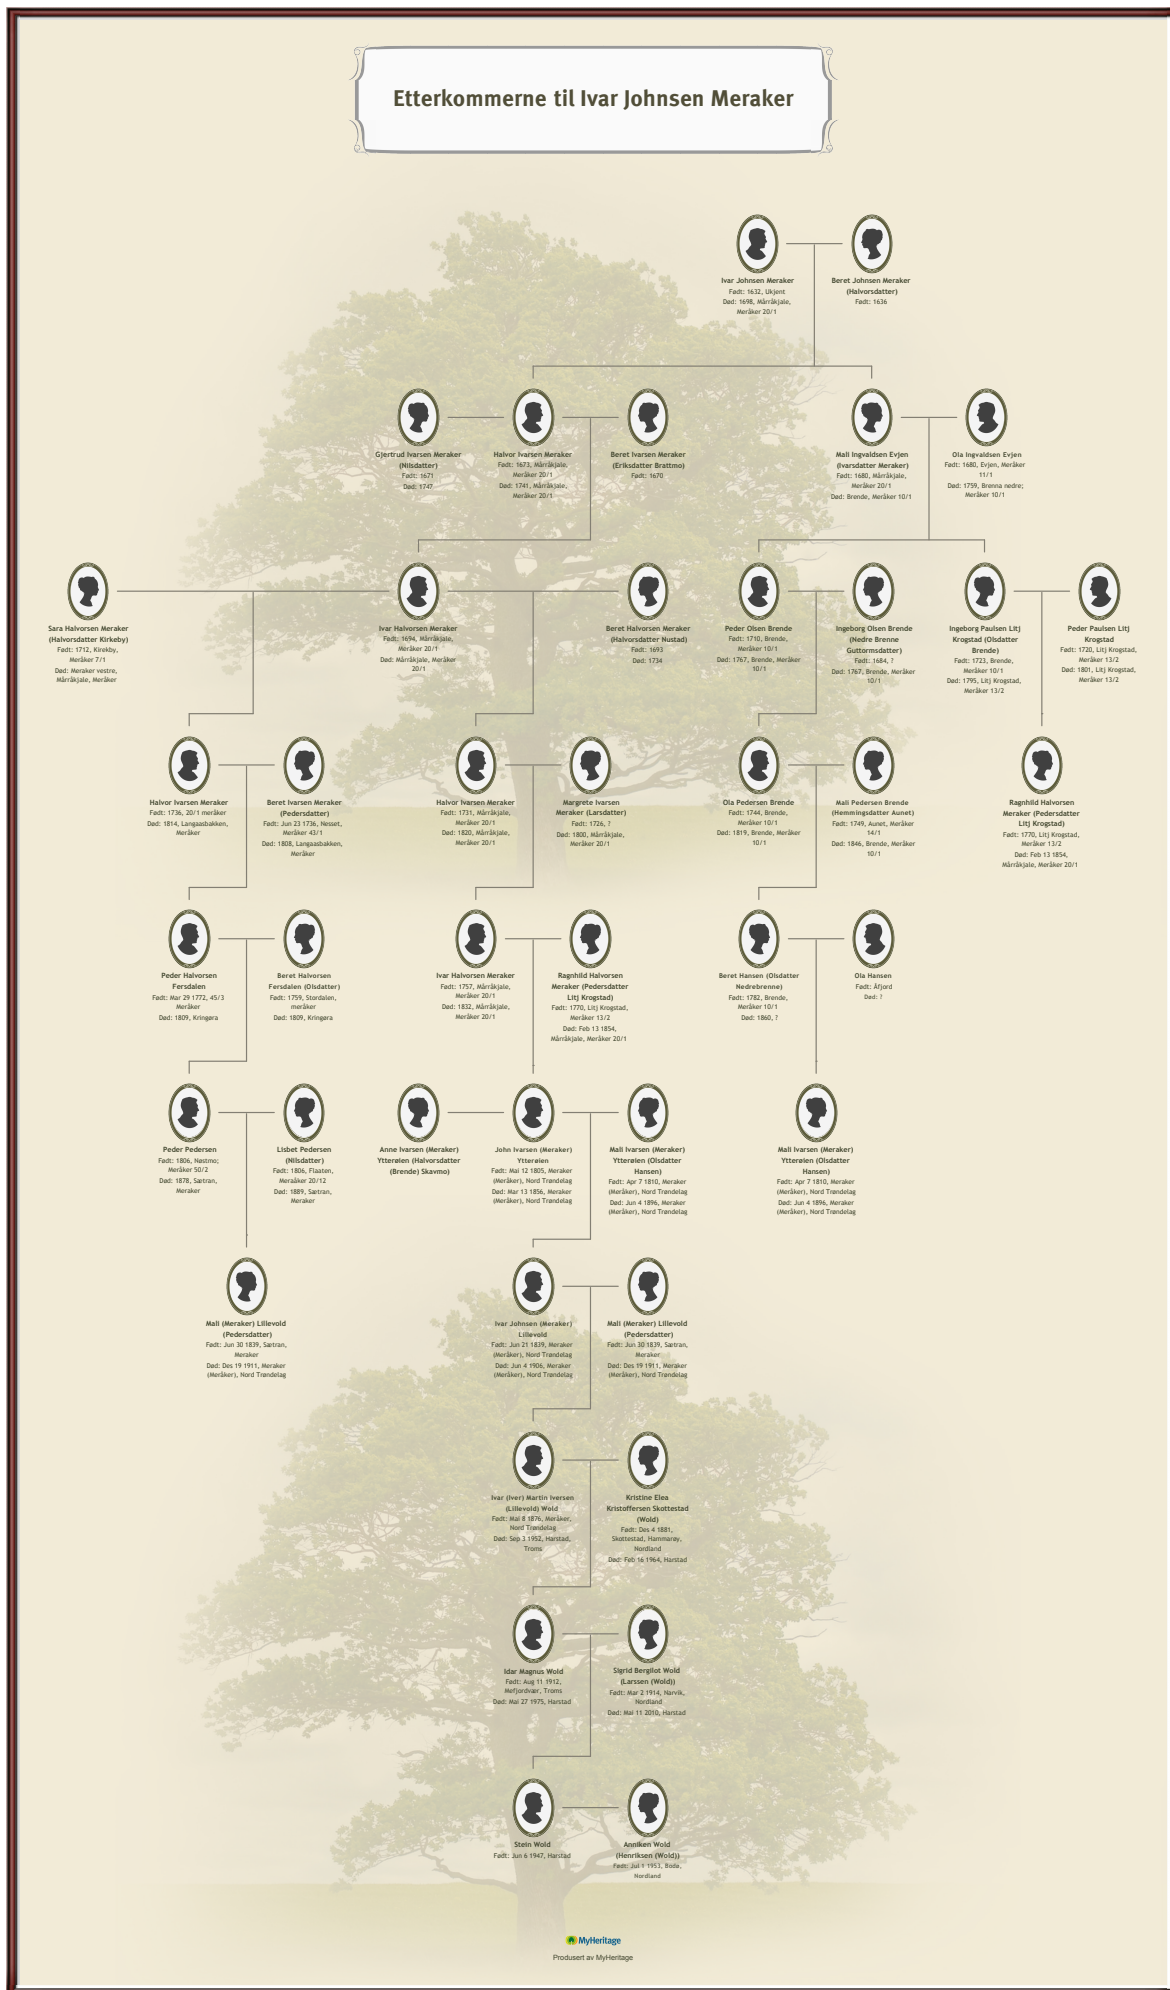 Etterkommerne til Ivar Johnsen Meraker
Ivar Johnsen Meraker
Født: 1632, Ukjent
Død: 1698, Mårråkjale,
Meråker 20/1
Beret Johnsen Meraker
(Halvorsdatter)
Født: 1636
Gjertrud Ivarsen Meraker
(Nilsdatter)
Født: 1671
Død: 1747
Halvor Ivarsen Meraker
Født: 1673, Mårråkjale,
Meråker 20/1
Død: 1741, Mårråkjale,
Meråker 20/1
Beret Ivarsen Meraker
(Eriksdatter Brattmo)
Født: 1670
Mali Ingvaldsen Evjen
(Ivarsdatter Meraker)
Født: 1680, Mårråkjale,
Meråker 20/1
Død: Brende, Meråker 10/1
Ola Ingvaldsen Evjen
Født: 1680, Evjen, Meråker
11/1
Død: 1759, Brenna nedre;
Meråker 10/1
Sara Halvorsen Meraker
(Halvorsdatter Kirkeby)
Født: 1712, Kirekby,
Meråker 7/1
Død: Meraker vestre,
Mårråkjale, Meråker
Ivar Halvorsen Meraker
Født: 1694, Mårråkjale,
Meråker 20/1
Død: Mårråkjale, Meråker
20/1
Beret Halvorsen Meraker
(Halvorsdatter Nustad)
Født: 1693
Død: 1734
Peder Olsen Brende
Født: 1710, Brende,
Meråker 10/1
Død: 1767, Brende, Meråker
10/1
Ingeborg Olsen Brende
(Nedre Brenne
Guttormsdatter)
Født: 1684, ?
Død: 1767, Brende, Meråker
10/1
Ingeborg Paulsen Litj
Krogstad (Olsdatter
Brende)
Født: 1723, Brende,
Meråker 10/1
Død: 1795, Litj Krogstad,
Meråker 13/2
Peder Paulsen Litj
Krogstad
Født: 1720, Litj Krogstad,
Meråker 13/2
Død: 1801, Litj Krogstad,
Meråker 13/2
Halvor Ivarsen Meraker
Født: 1736, 20/1 meråker
Død: 1814, Langaasbakken,
Meråker
Beret Ivarsen Meraker
(Pedersdatter)
Født: Jun 23 1736, Nesset,
Meråker 43/1
Død: 1808, Langaasbakken,
Meråker
Halvor Ivarsen Meraker
Født: 1731, Mårråkjale,
Meråker 20/1
Død: 1820, Mårråkjale,
Meråker 20/1
Margrete Ivarsen
Meraker (Larsdatter)
Født: 1726, ?
Død: 1800, Mårråkjale,
Meråker 20/1
Ola Pedersen Brende
Født: 1744, Brende,
Meråker 10/1
Død: 1819, Brende, Meråker
10/1
Mali Pedersen Brende
(Hemmingsdatter Aunet)
Født: 1749, Aunet, Meråker
14/1
Død: 1846, Brende, Meråker
10/1
Ragnhild Halvorsen
Meraker (Pedersdatter
Litj Krogstad)
Født: 1770, Litj Krogstad,
Meråker 13/2
Død: Feb 13 1854,
Mårråkjale, Meråker 20/1
Peder Halvorsen
Fersdalen
Født: Mar 29 1772, 45/3
Meråker
Død: 1809, Kringøra
Beret Halvorsen
Fersdalen (Olsdatter)
Født: 1759, Stordalen,
meråker
Død: 1809, Kringøra
Ivar Halvorsen Meraker
Født: 1757, Mårråkjale,
Meråker 20/1
Død: 1832, Mårråkjale,
Meråker 20/1
Ragnhild Halvorsen
Meraker (Pedersdatter
Litj Krogstad)
Født: 1770, Litj Krogstad,
Meråker 13/2
Død: Feb 13 1854,
Mårråkjale, Meråker 20/1
Beret Hansen (Olsdatter
Nedrebrenne)
Født: 1782, Brende,
Meråker 10/1
Død: 1860, ?
Ola Hansen
Født: Åfjord
Død: ?
Peder Pedersen
Født: 1806, Nøstmo;
Meråker 50/2
Død: 1878, Sætran,
Meraker
Lisbet Pedersen
(Nilsdatter)
Født: 1806, Flaaten,
Meraåker 20/12
Død: 1889, Sætran,
Meraker
Anne Ivarsen (Meraker)
Ytterøien (Halvorsdatter
(Brende) Skavmo)
John Ivarsen (Meraker)
Ytterøien
Født: Mai 12 1805, Meraker
(Meråker), Nord Trøndelag
Død: Mar 13 1856, Meraker
(Meråker), Nord Trøndelag
Mali Ivarsen (Meraker)
Ytterøien (Olsdatter
Hansen)
Født: Apr 7 1810, Meraker
(Meråker), Nord Trøndelag
Død: Jun 4 1896, Meraker
(Meråker), Nord Trøndelag
Mali Ivarsen (Meraker)
Ytterøien (Olsdatter
Hansen)
Født: Apr 7 1810, Meraker
(Meråker), Nord Trøndelag
Død: Jun 4 1896, Meraker
(Meråker), Nord Trøndelag
Mali (Meraker) Lillevold
(Pedersdatter)
Født: Jun 30 1839, Sætran,
Meraker
Død: Des 19 1911, Meraker
(Meråker), Nord Trøndelag
Ivar Johnsen (Meraker)
Lillevold
Født: Jun 21 1839, Meraker
(Meråker), Nord Trøndelag
Død: Jun 4 1906, Meraker
(Meråker), Nord Trøndelag
Mali (Meraker) Lillevold
(Pedersdatter)
Født: Jun 30 1839, Sætran,
Meraker
Død: Des 19 1911, Meraker
(Meråker), Nord Trøndelag
Ivar (Iver) Martin Iversen
(Lillevold) Wold
Født: Mai 8 1876, Meråker,
Nord Trøndelag
Død: Sep 3 1952, Harstad,
Troms
Kristine Elea
Kristoffersen Skottestad
(Wold)
Født: Des 4 1881,
Skottestad, Hammarøy,
Nordland
Død: Feb 16 1964, Harstad
Idar Magnus Wold
Født: Aug 11 1912,
Mefjordvær, Troms
Død: Mai 27 1975, Harstad
Sigrid Bergliot Wold
(Larssen (Wold))
Født: Mar 2 1914, Narvik,
Nordland
Død: Mai 11 2010, Harstad
Stein Wold
Født: Jun 6 1947, Harstad
Anniken Wold
(Henriksen (Wold))
Født: Jul 1 1953, Bodø,
Nordland
MyHeritage
Produsert av MyHeritage